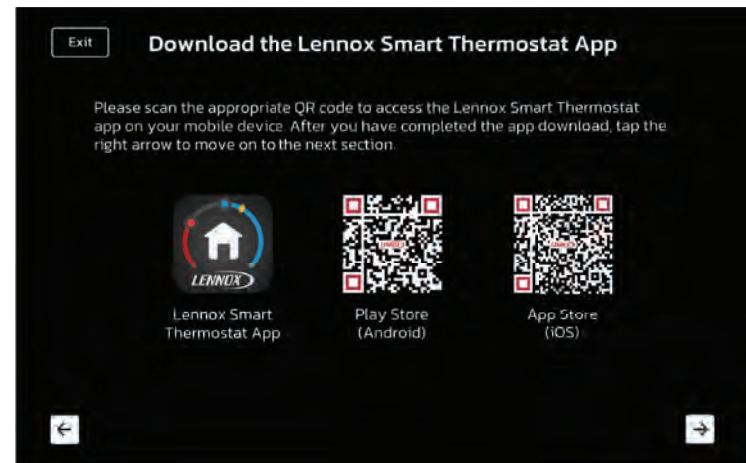 Exit
Download the Lennox Smart Thermostat App
Please scan the appropriate QR code to access the Lennox Smart Thermostat
app on your mobile device. After you have completed the app download, tap the
right arrow to move on to the next section.
LENNOX
LENNOX
LENNOX
Lennox Smart
Thermostat App
Play Store
(Android)
App Store
(iOS)